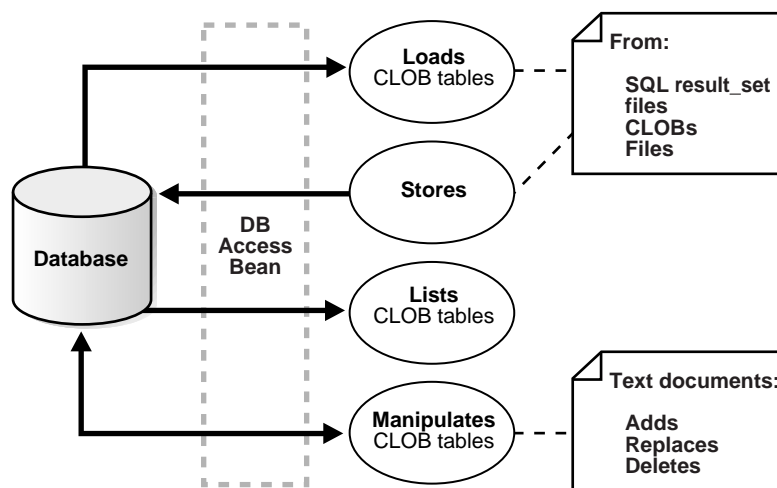 Loads
CLOB tables
From:
SQL result_set
files
CLOBs
Files
Stores
DB
Access
Bean
Database
Lists
CLOB tables
Manipulates
CLOB tables
Text documents:
Adds
Replaces
Deletes